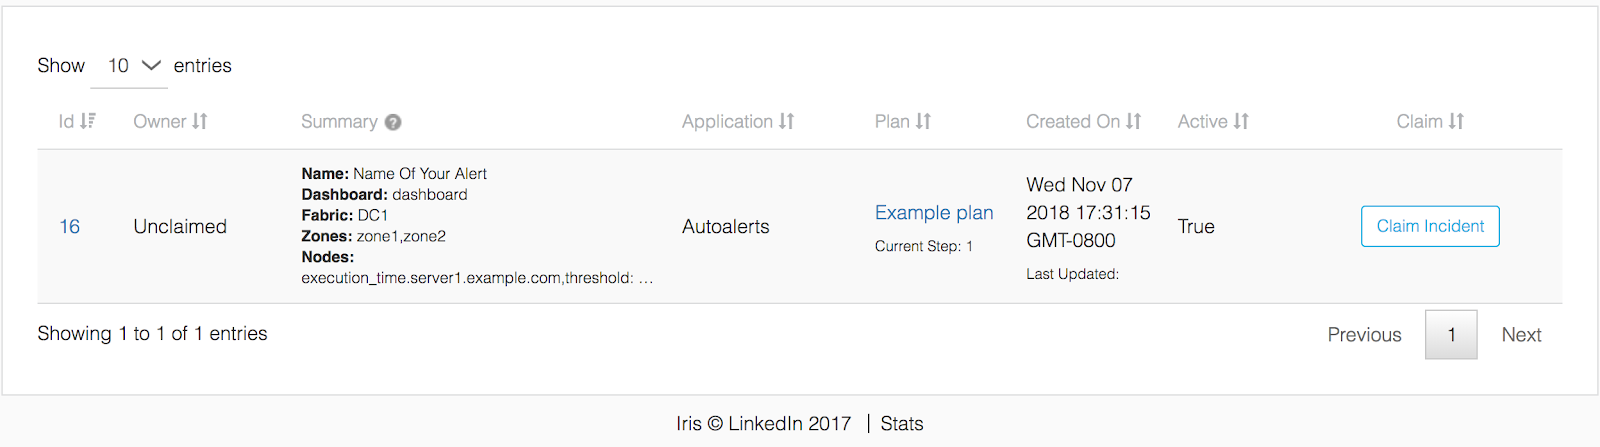 Show 10 entries
Id Owner Summary Application Plan Created On Active Claim
Name: Name Of Your Alert
Dashboard: dashboard
Fabric: DC1
Zones: zone1,zone2
Nodes:
execution_time.server1.example.com,threshold: ...
16
Unclaimed
Autoalerts
Example plan
Current Step: 1
Wed Nov 07
2018 17:31:15
GMT-0800
Last Updated:
True
Claim Incident
Showing 1 to 1 of 1 entries
Previous 1 Next
Iris © LinkedIn 2017 | Stats